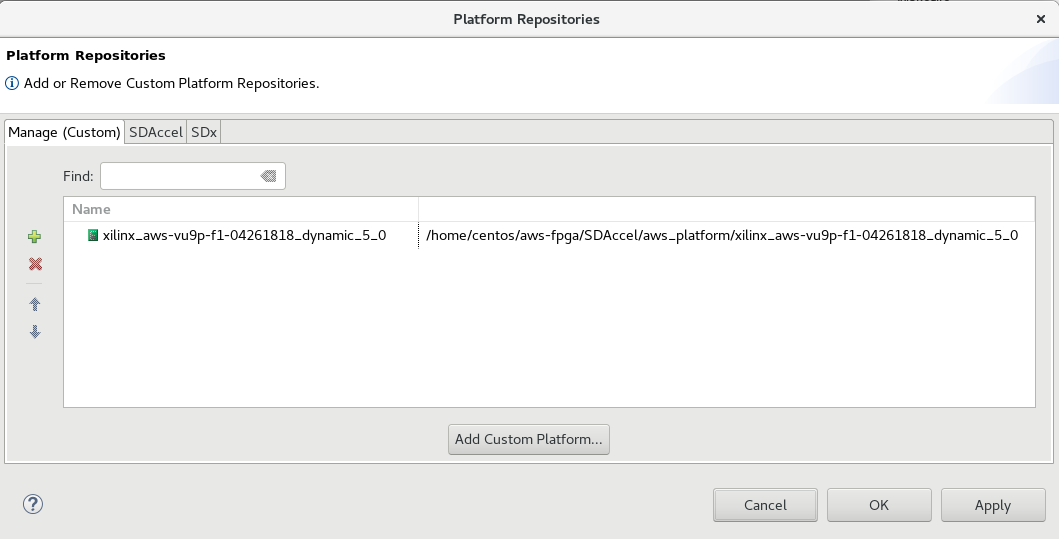 Platform Repositories
Platform Repositories
Add or Remove Custom Platform Repositories.
Manage (Custom) SDAccel SDx
Find:
Name
xilinx_aws-vu9p-f1-04261818_dynamic_5_0 /home/centos/aws-fpga/SDAccel/aws_platform/xilinx_aws-vu9p-f1-04261818_dynamic_5_0
Add Custom Platform...
Cancel OK Apply